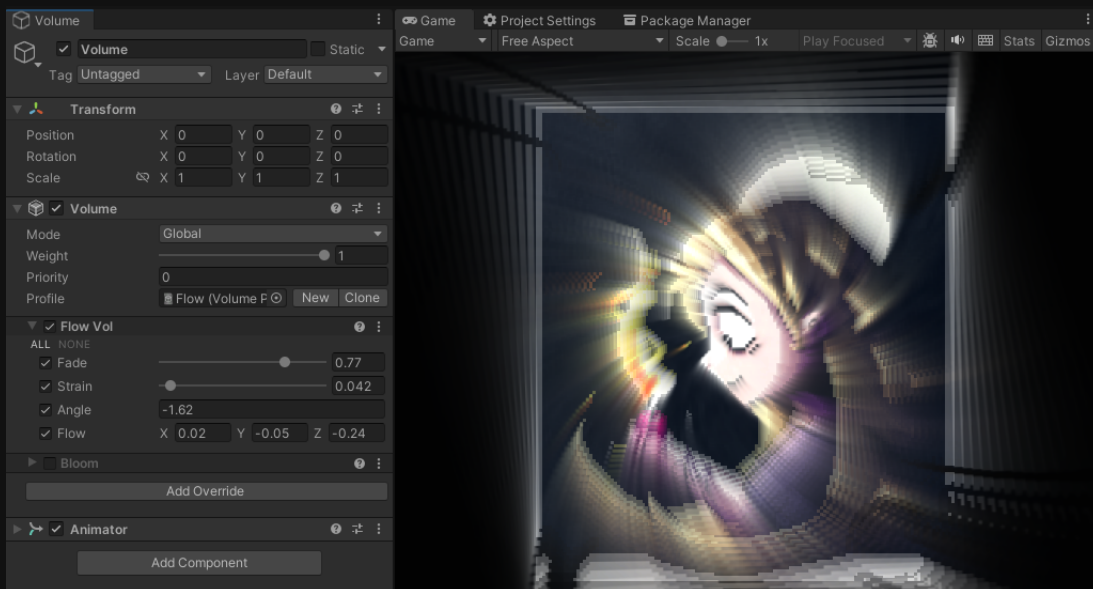 Volume
Game Project Settings Package Manager
Volume Static
Game Free Aspect Scale 1x Play Focused Stats Gizmos
Tag Untagged Layer Default
Transform
Position X 0 Y 0 Z 0
Rotation X 0 Y 0 Z 0
Scale X 1 Y 1 Z 1
Volume
Mode Global
Weight 1
Priority 0
Profile Flow (Volume P New Clone
Flow Vol
ALL NONE
Fade 0.77
Strain 0.042
Angle -1.62
Flow X 0.02 Y -0.05 Z -0.24
Bloom
Add Override
Animator
Add Component